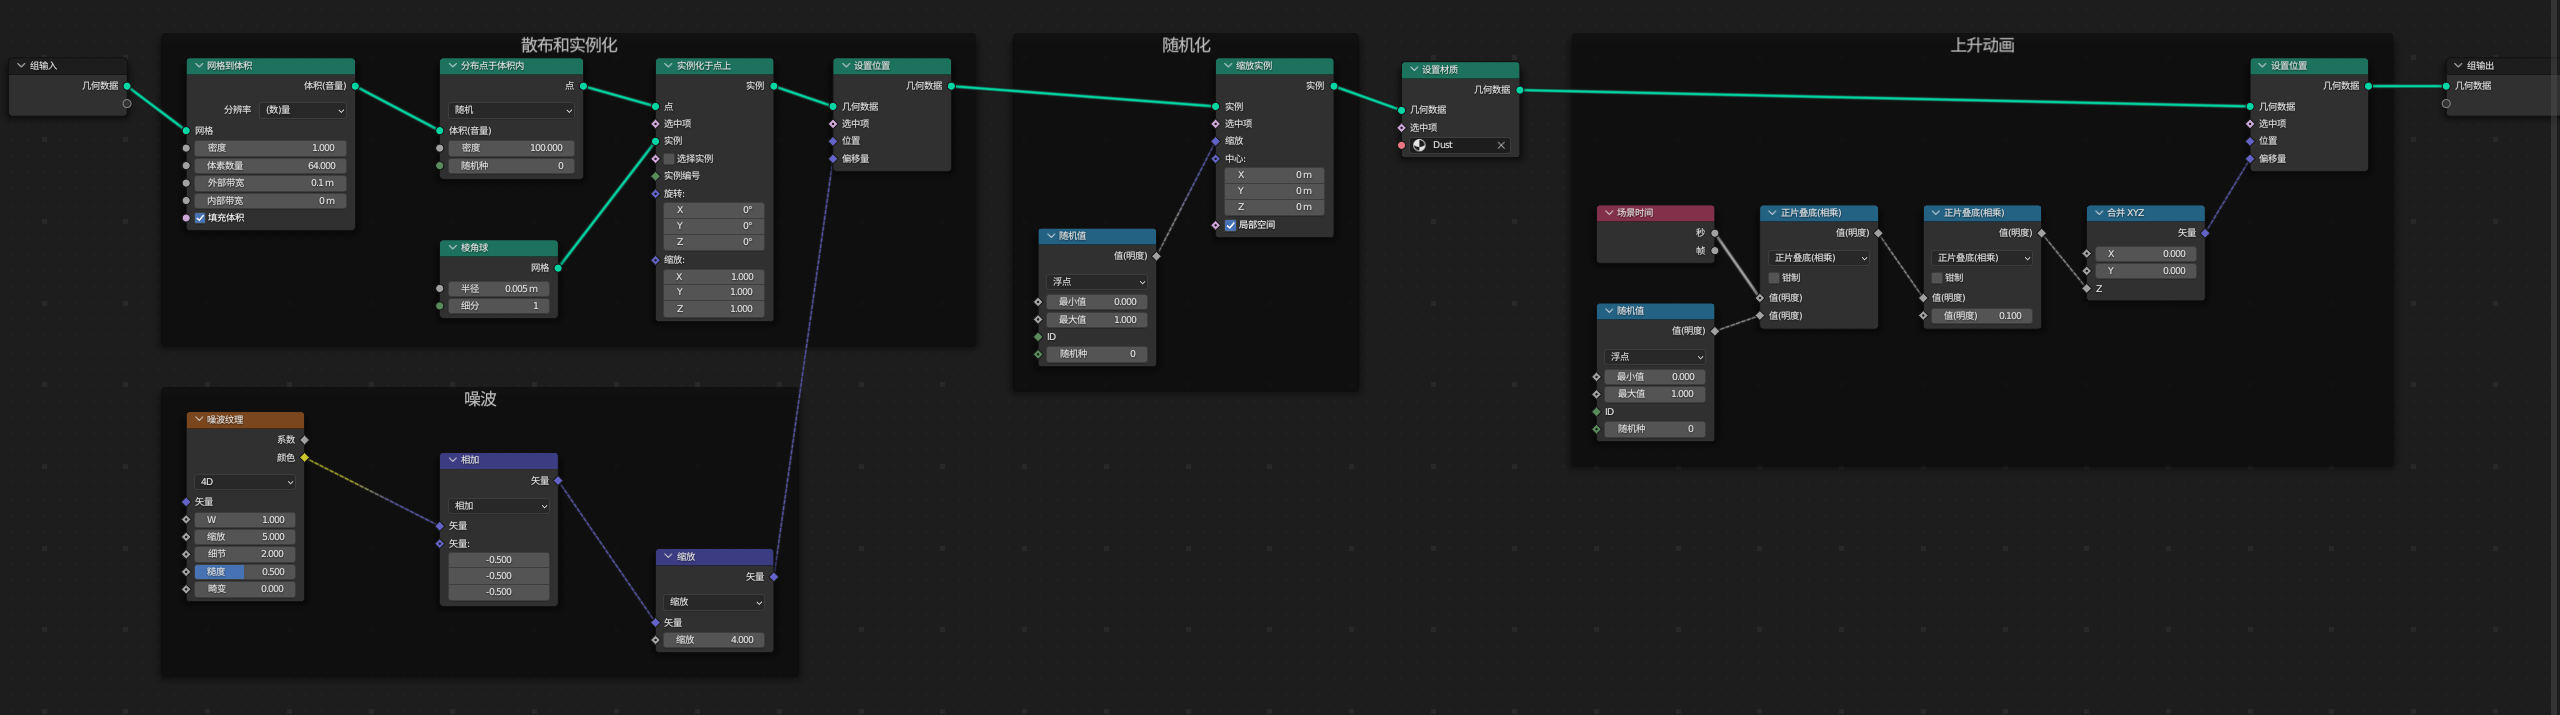 组输入
几何数据
散布和实例化
网格到体积
体积(音量)
分辨率 (数)量
网格
密度 1.000
体素数量 64.000
外部带宽 0.1 m
内部带宽 0 m
填充体积
分布点于体积内
点
随机
体积(音量)
密度 100.000
随机种 0
棱角球
网格
半径 0.005 m
细分 1
实例化于点上
实例
点
选中项
实例
选择实例
实例编号
旋转:
X 0°
Y 0°
Z 0°
缩放:
X 1.000
Y 1.000
Z 1.000
设置位置
几何数据
几何数据
选中项
位置
偏移量
噪波
噪波纹理
系数
颜色
4D
矢量
W 1.000
缩放 5.000
细节 2.000
糙度 0.500
畸变 0.000
相加
矢量
相加
矢量
矢量:
-0.500
-0.500
-0.500
缩放
矢量
缩放
矢量
缩放 4.000
随机化
随机值
值(明度)
浮点
最小值 0.000
最大值 1.000
ID
随机种 0
缩放实例
实例
实例
选中项
缩放
中心:
X 0 m
Y 0 m
Z 0 m
局部空间
设置材质
几何数据
几何数据
选中项
Dust
上升动画
场景时间
秒
帧
随机值
值(明度)
浮点
最小值 0.000
最大值 1.000
ID
随机种 0
正片叠底(相乘)
值(明度)
正片叠底(相乘)
钳制
值(明度)
值(明度)
正片叠底(相乘)
值(明度)
正片叠底(相乘)
钳制
值(明度)
值(明度) 0.100
合并 XYZ
矢量
X 0.000
Y 0.000
Z
设置位置
几何数据
几何数据
选中项
位置
偏移量
组输出
几何数据